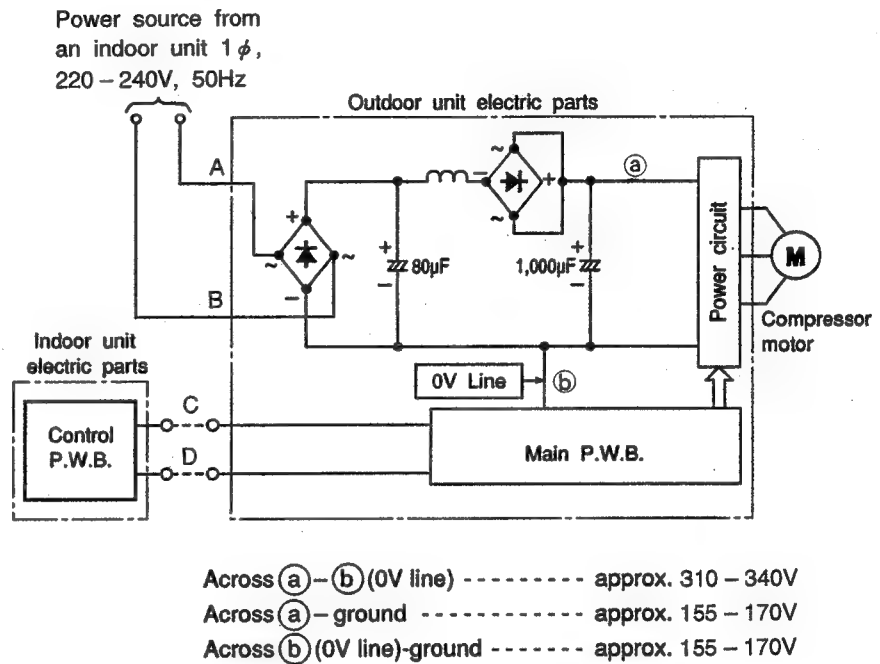 Power source from
an indoor unit 1ϕ,
220 – 240V, 50Hz
Outdoor unit electric parts
A
~
–
+
ⓐ
~
+
~
~
–
+
80μF
–
+
1,000μF
–
Power circuit
M
Compressor
motor
B
Indoor unit
electric parts
0V Line
ⓑ
C
Control
P.W.B.
D
Main P.W.B.
Across ⓐ – ⓑ (0V line) --------- approx. 310 – 340V
Across ⓐ – ground ---------- approx. 155 – 170V
Across ⓑ (0V line)-ground ------- approx. 155 – 170V